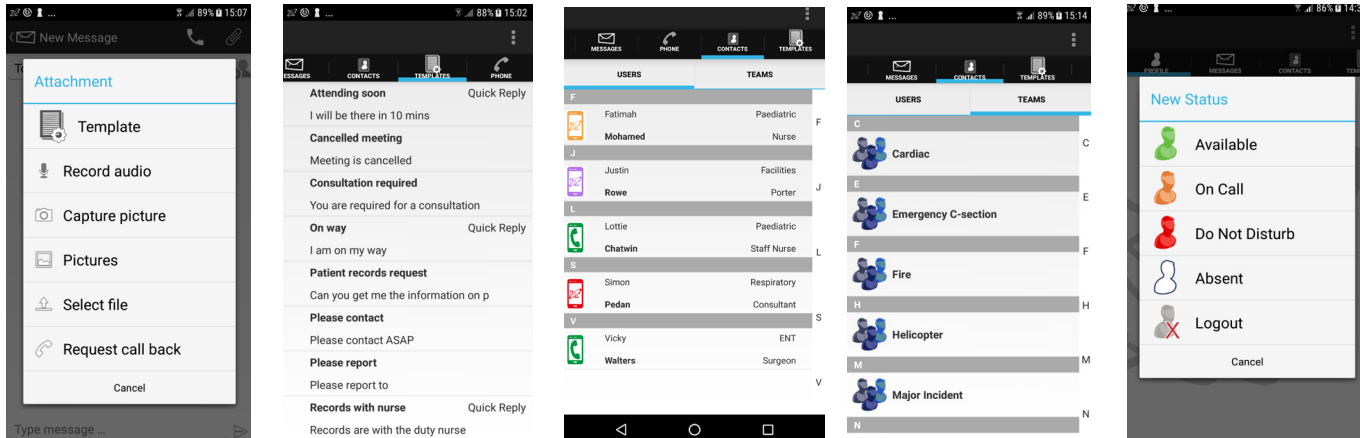 ... 89% 15:07
New Message
Attachment
Template
Record audio
Capture picture
Pictures
Select file
Request call back
Cancel
Type message ...
... 88% 15:02
ESSAGES CONTACTS TEMPLATES PHONE
Attending soon Quick Reply
I will be there in 10 mins
Cancelled meeting
Meeting is cancelled
Consultation required
You are required for a consultation
On way Quick Reply
I am on my way
Patient records request
Can you get me the information on p
Please contact
Please contact ASAP
Please report
Please report to
Records with nurse Quick Reply
Records are with the duty nurse
MESSAGES PHONE CONTACTS TEMPLATES
USERS TEAMS
F
Fatimah Paediatric
F
Mohamed Nurse
J
Justin Facilities
J
Rowe Porter
L
Lottie Paediatric
Chatwin Staff Nurse
L
S
Simon Respiratory
Pedan Consultant
S
V
Vicky ENT
Walters Surgeon
V
... 89% 15:14
MESSAGES CONTACTS TEMPLATES
USERS TEAMS
C
C
Cardiac
E
E
Emergency C-section
F
F
Fire
H
H
Helicopter
M
M
Major Incident
N
N
... 86% 14:3
PROFILE MESSAGES CONTACTS TEM
New Status
Available
On Call
Do Not Disturb
Absent
Logout
Cancel